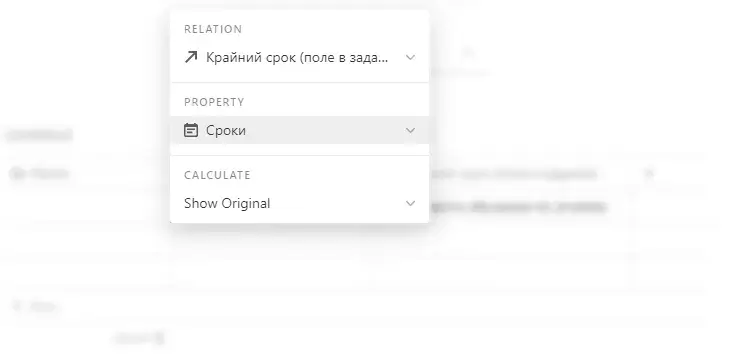 RELATION
Крайний срок (поле в зада...
PROPERTY
Сроки
CALCULATE
Show Original